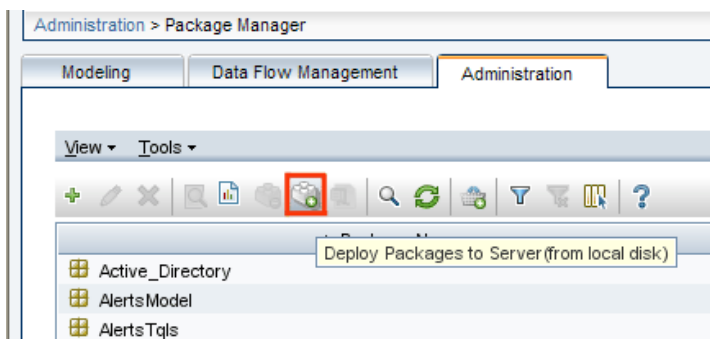 Administration > Package Manager
Modeling Data Flow Management Administration
View Tools
?
Deploy Packages to Server(from local disk)
Active_Directory
AlertsModel
AlertsTqls